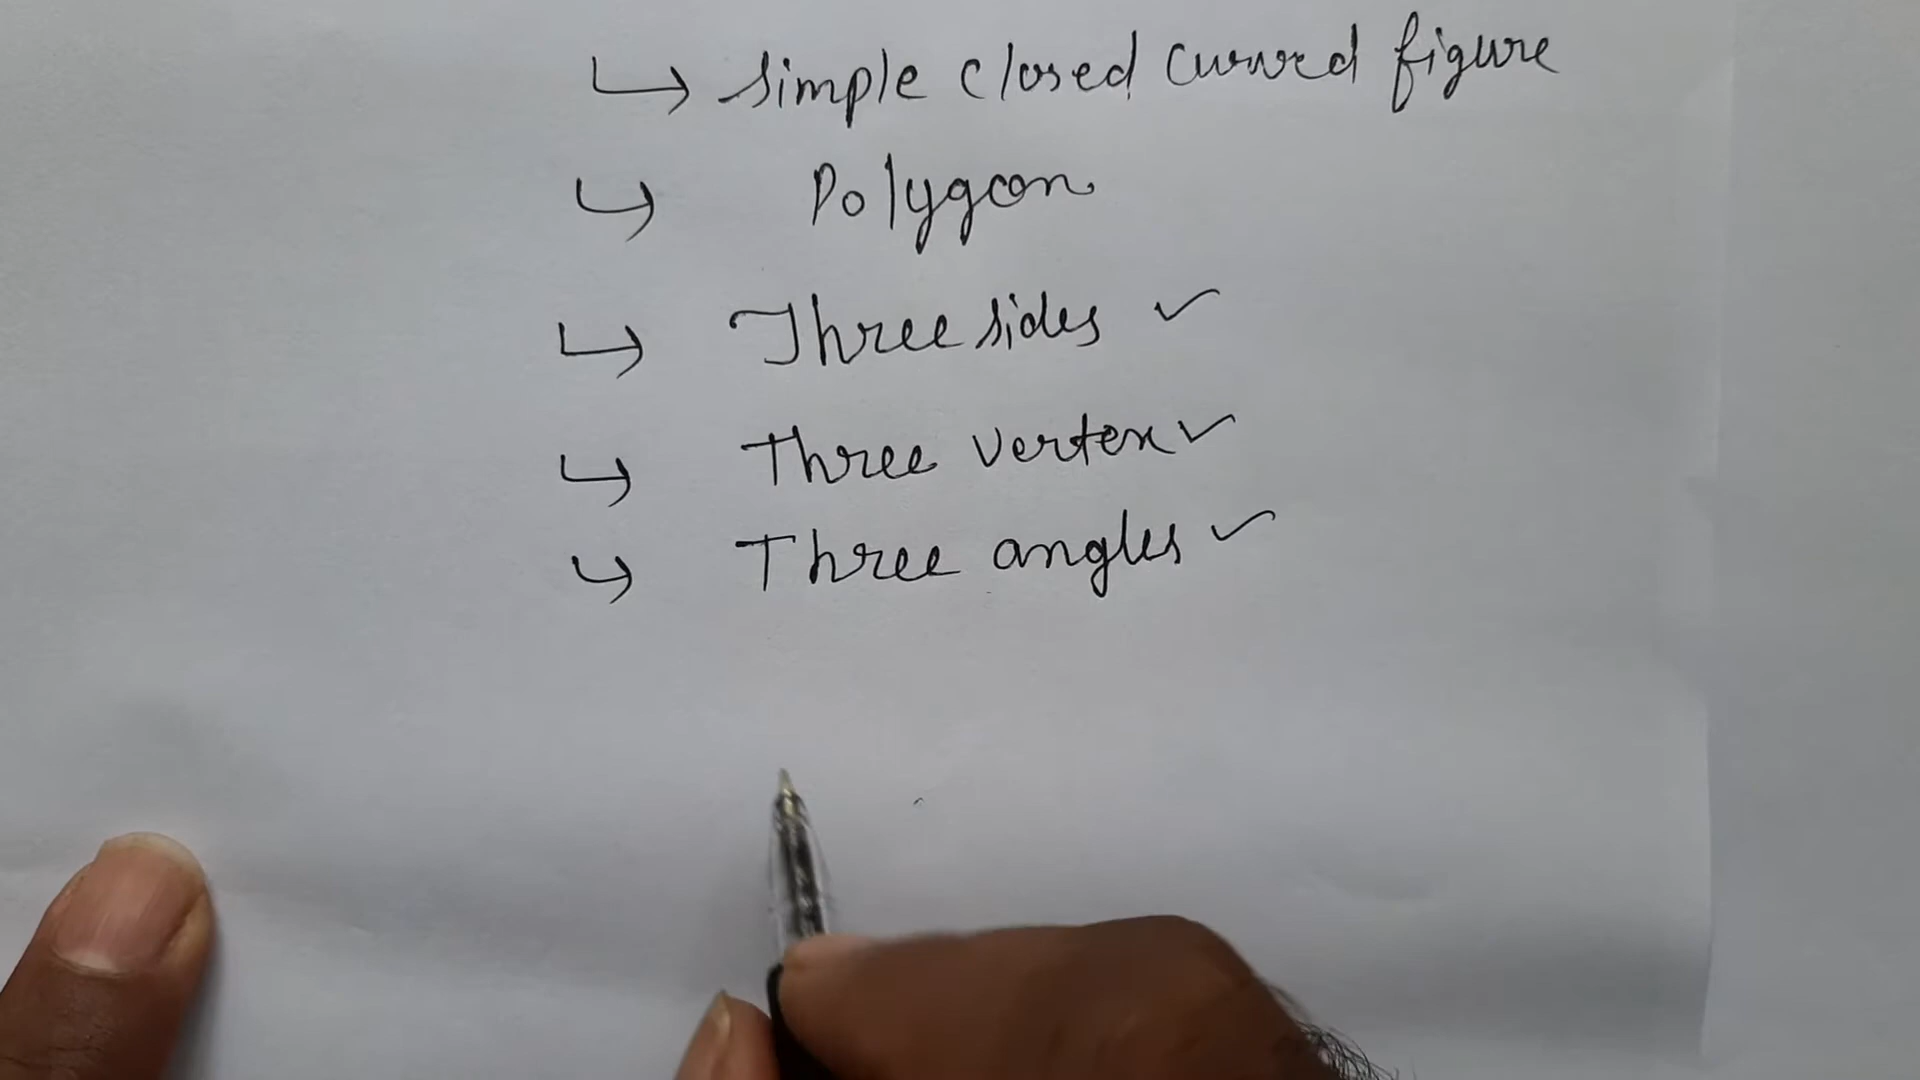 ↳ simple closed curved figure
↳ Polygon
↳ Three sides ✓
↳ Three vertex ✓
↳ Three angles ✓